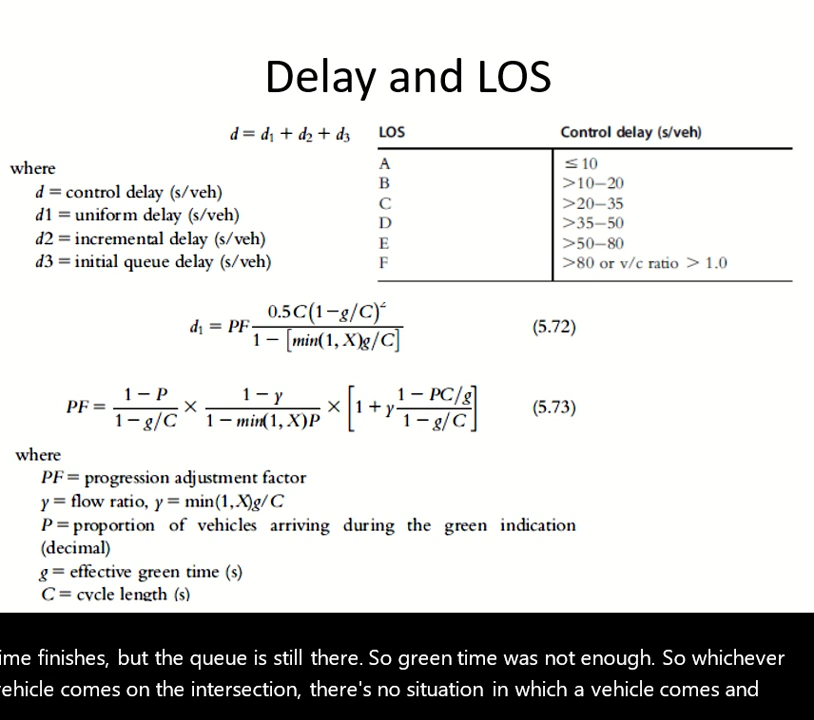 Delay and LOS
d = d₁ + d₂ + d₃
LOS Control delay (s/veh)
A ≤ 10
B >10–20
C >20–35
D >35–50
E >50–80
F >80 or v/c ratio > 1.0
where
d = control delay (s/veh)
d1 = uniform delay (s/veh)
d2 = incremental delay (s/veh)
d3 = initial queue delay (s/veh)
d₁ = PF 0.5C(1−g/C)² / 1 − [min(1, X)g/C] (5.72)
PF = 1 − P / 1 − g/C × 1 − y / 1 − min(1, X)P × [1 + y 1 − PC/g / 1 − g/C] (5.73)
where
PF = progression adjustment factor
y = flow ratio, y = min(1,X)g/C
P = proportion of vehicles arriving during the green indication
(decimal)
g = effective green time (s)
C = cycle length (s)
ime finishes, but the queue is still there. So green time was not enough. So whichever
ehicle comes on the intersection, there's no situation in which a vehicle comes and